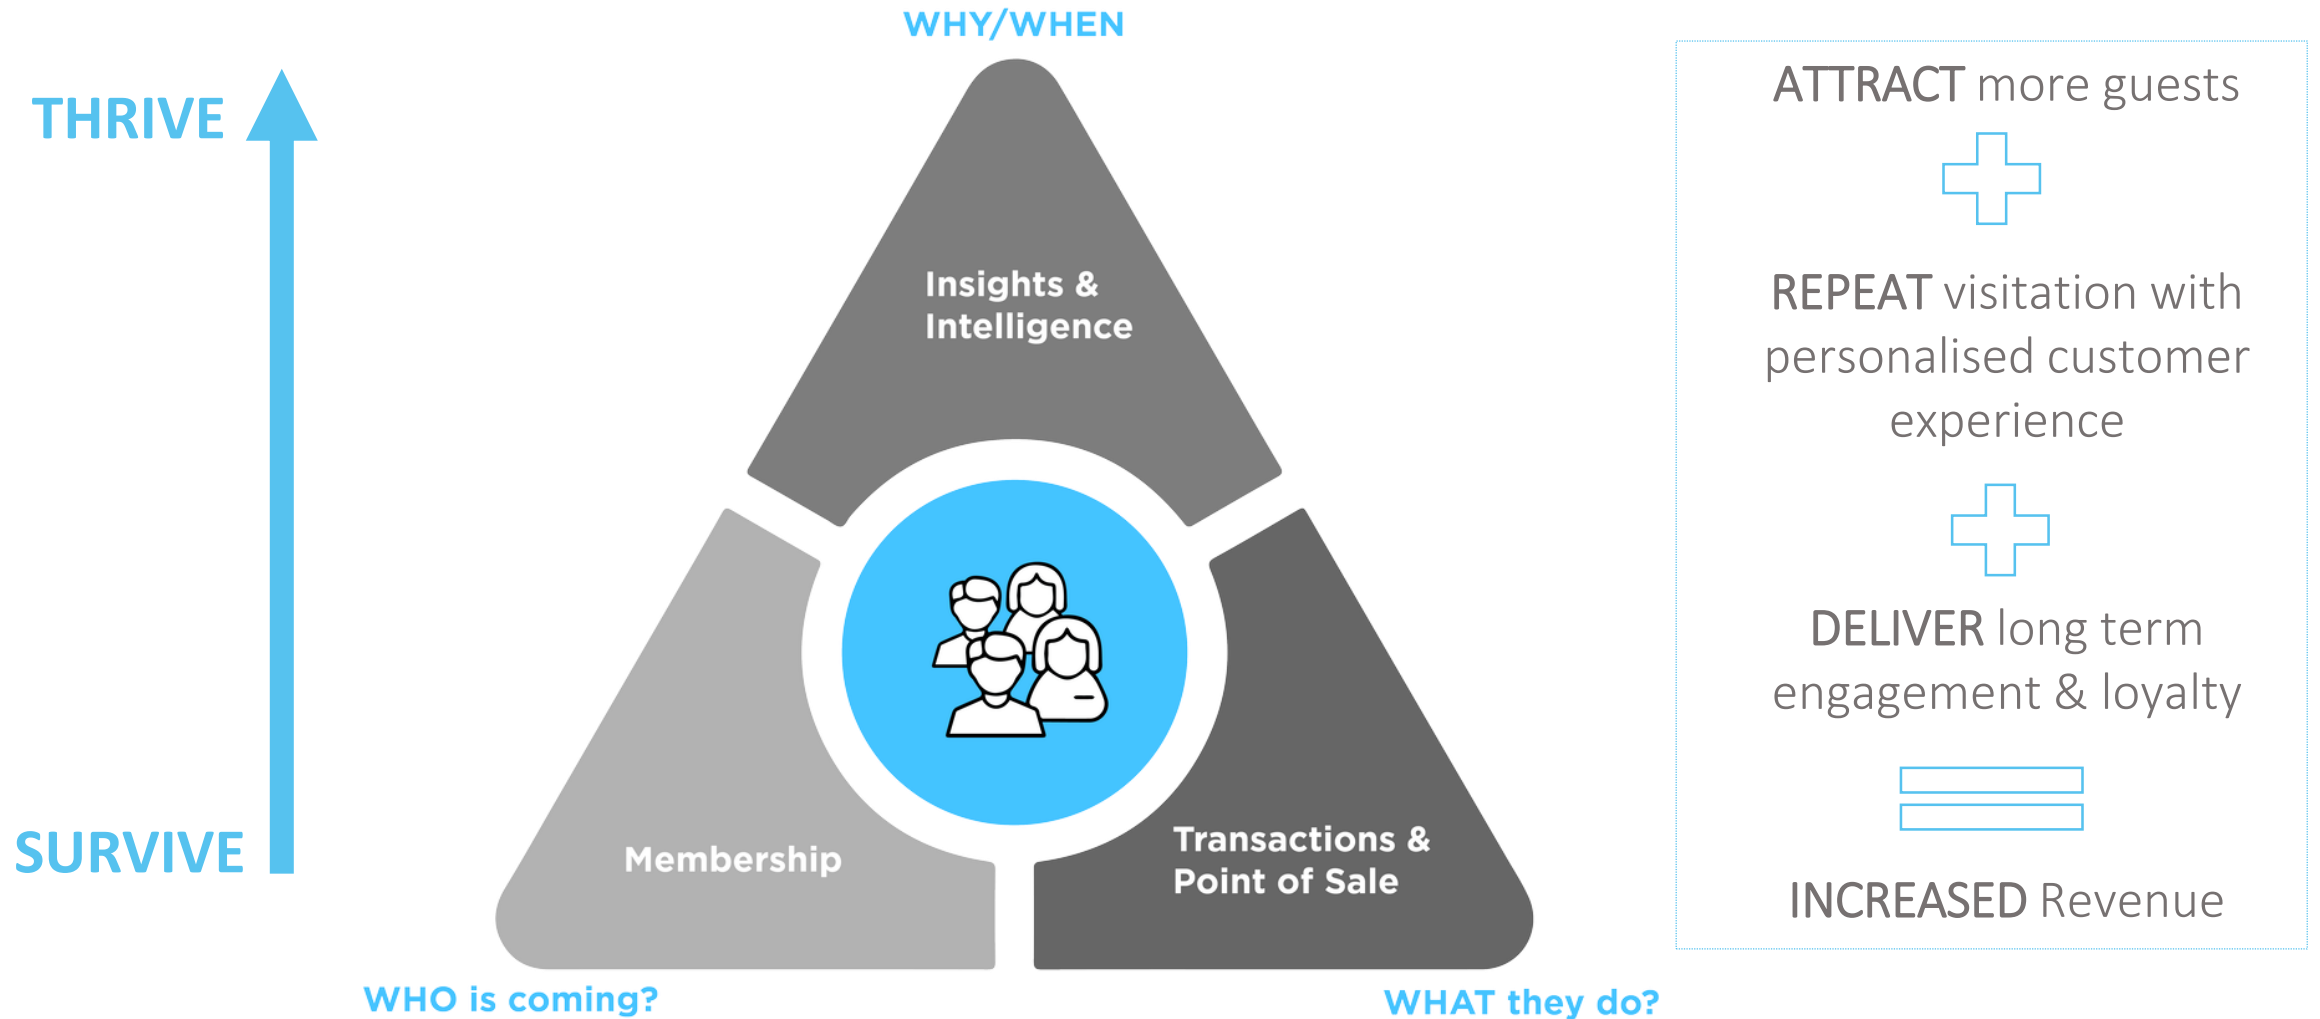 WHY/WHEN
THRIVE
SURVIVE
Insights &
Intelligence
Membership
Transactions &
Point of Sale
WHO is coming?
WHAT they do?
ATTRACT more guests
REPEAT visitation with
personalised customer
experience
DELIVER long term
engagement & loyalty
INCREASED Revenue